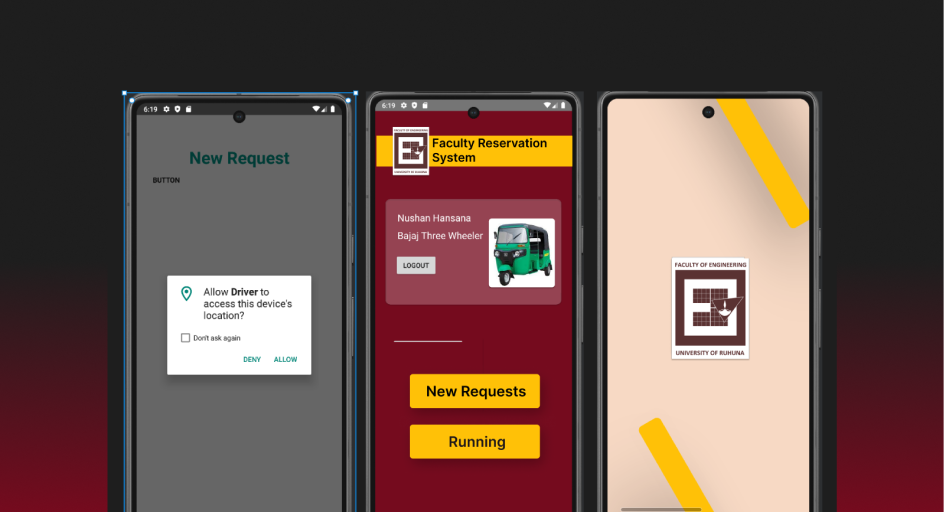 6:19
New Request
BUTTON
Allow Driver to
access this device's
location?
Don't ask again
DENY ALLOW
6:19
FACULTY OF ENGINEERING
UNIVERSITY OF RUHUNA
Faculty Reservation
System
Nushan Hansana
Bajaj Three Wheeler
LOGOUT
New Requests
Running
FACULTY OF ENGINEERING
UNIVERSITY OF RUHUNA